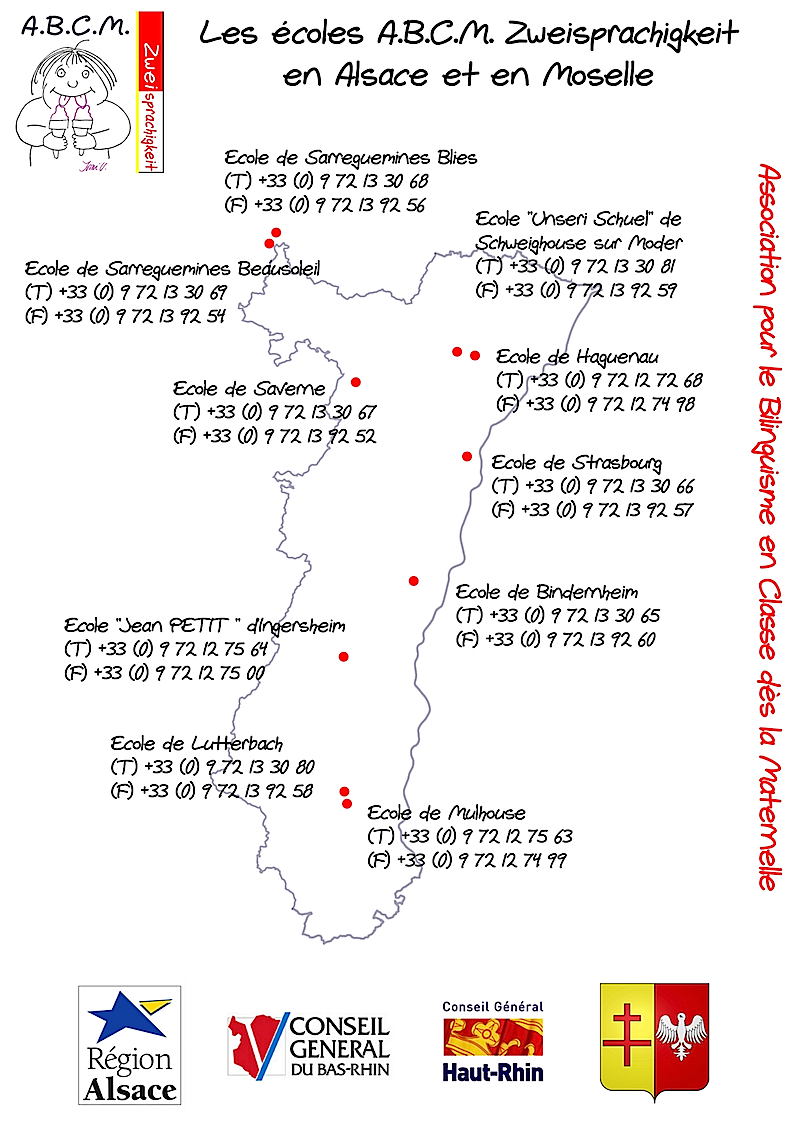 A.B.C.M.
Zweisprachigkeit
Les écoles A.B.C.M. Zweisprachigkeit
en Alsace et en Moselle
Ecole de Sarreguemines Blies
(T) +33 (0) 9 72 13 30 68
(F) +33 (0) 9 72 13 92 56
Ecole "Unseri Schuel" de
Schweighouse sur Moder
(T) +33 (0) 9 72 13 30 81
(F) +33 (0) 9 72 13 92 59
Ecole de Sarreguemines Beausoleil
(T) +33 (0) 9 72 13 30 69
(F) +33 (0) 9 72 13 92 54
Ecole de Haguenau
(T) +33 (0) 9 72 12 72 68
(F) +33 (0) 9 72 12 74 98
Ecole de Saverne
(T) +33 (0) 9 72 13 30 67
(F) +33 (0) 9 72 13 92 52
Ecole de Strasbourg
(T) +33 (0) 9 72 13 30 66
(F) +33 (0) 9 72 13 92 57
Ecole de Bindernheim
(T) +33 (0) 9 72 13 30 65
(F) +33 (0) 9 72 13 92 60
Ecole "Jean PETIT " dIngersheim
(T) +33 (0) 9 72 12 75 64
(F) +33 (0) 9 72 12 75 00
Ecole de Lutterbach
(T) +33 (0) 9 72 13 30 80
(F) +33 (0) 9 72 13 92 58
Ecole de Mulhouse
(T) +33 (0) 9 72 12 75 63
(F) +33 (0) 9 72 12 74 99
Association pour le Bilinguisme en Classe dès la Maternelle
Région
Alsace
CONSEIL
GENERAL
DU BAS-RHIN
Conseil Général
Haut-Rhin